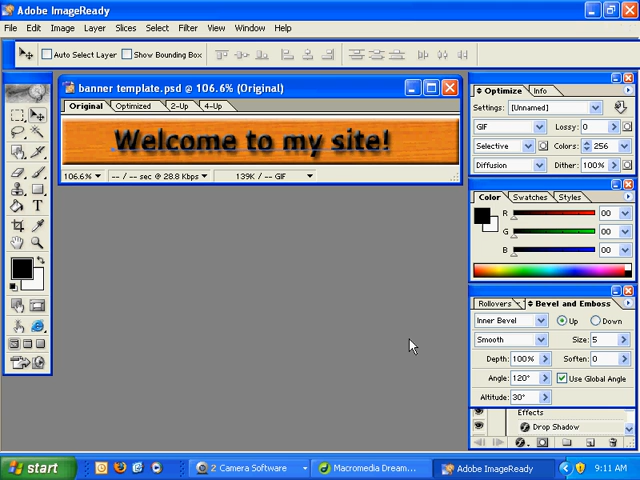 Adobe ImageReady
File Edit Image Layer Slices Select Filter View Window Help
Auto Select Layer Show Bounding Box
banner template.psd @ 106.6% (Original)
Original Optimized 2-Up 4-Up
Welcome to my site!
106.6% -- / -- sec @ 28.8 Kbps 139K / -- GIF
Optimize Info
Settings: [Unnamed]
GIF Lossy: 0
Selective Colors: 256
Diffusion Dither: 100%
Color Swatches Styles
R 00
G 00
B 00
Rollovers Bevel and Emboss
Inner Bevel Up Down
Smooth Size: 5
Depth: 100% Soften: 0
Angle: 120° Use Global Angle
Altitude: 30°
Effects
Drop Shadow
start 2 Camera Software Macromedia Dream... Adobe ImageReady 9:11 AM